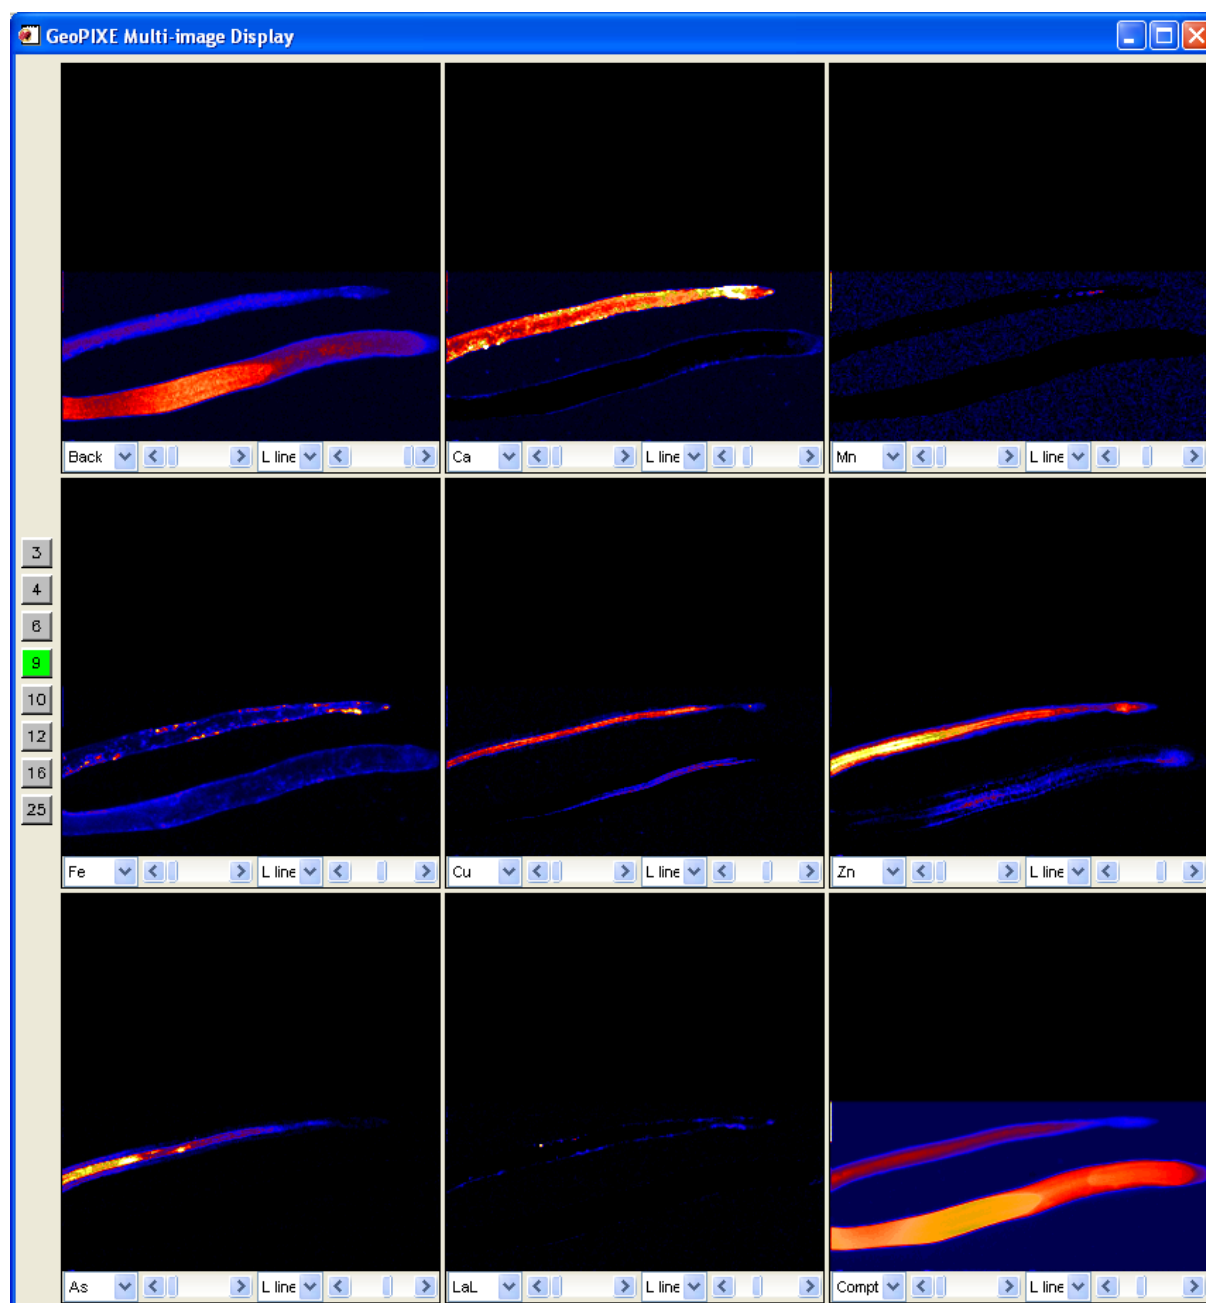 GeoPIXE Multi-image Display
Back L line Ca L line Mn L line
3
4
6
9
10
12
16
25
Fe L line Cu L line Zn L line
As L line LaL L line Compt L line